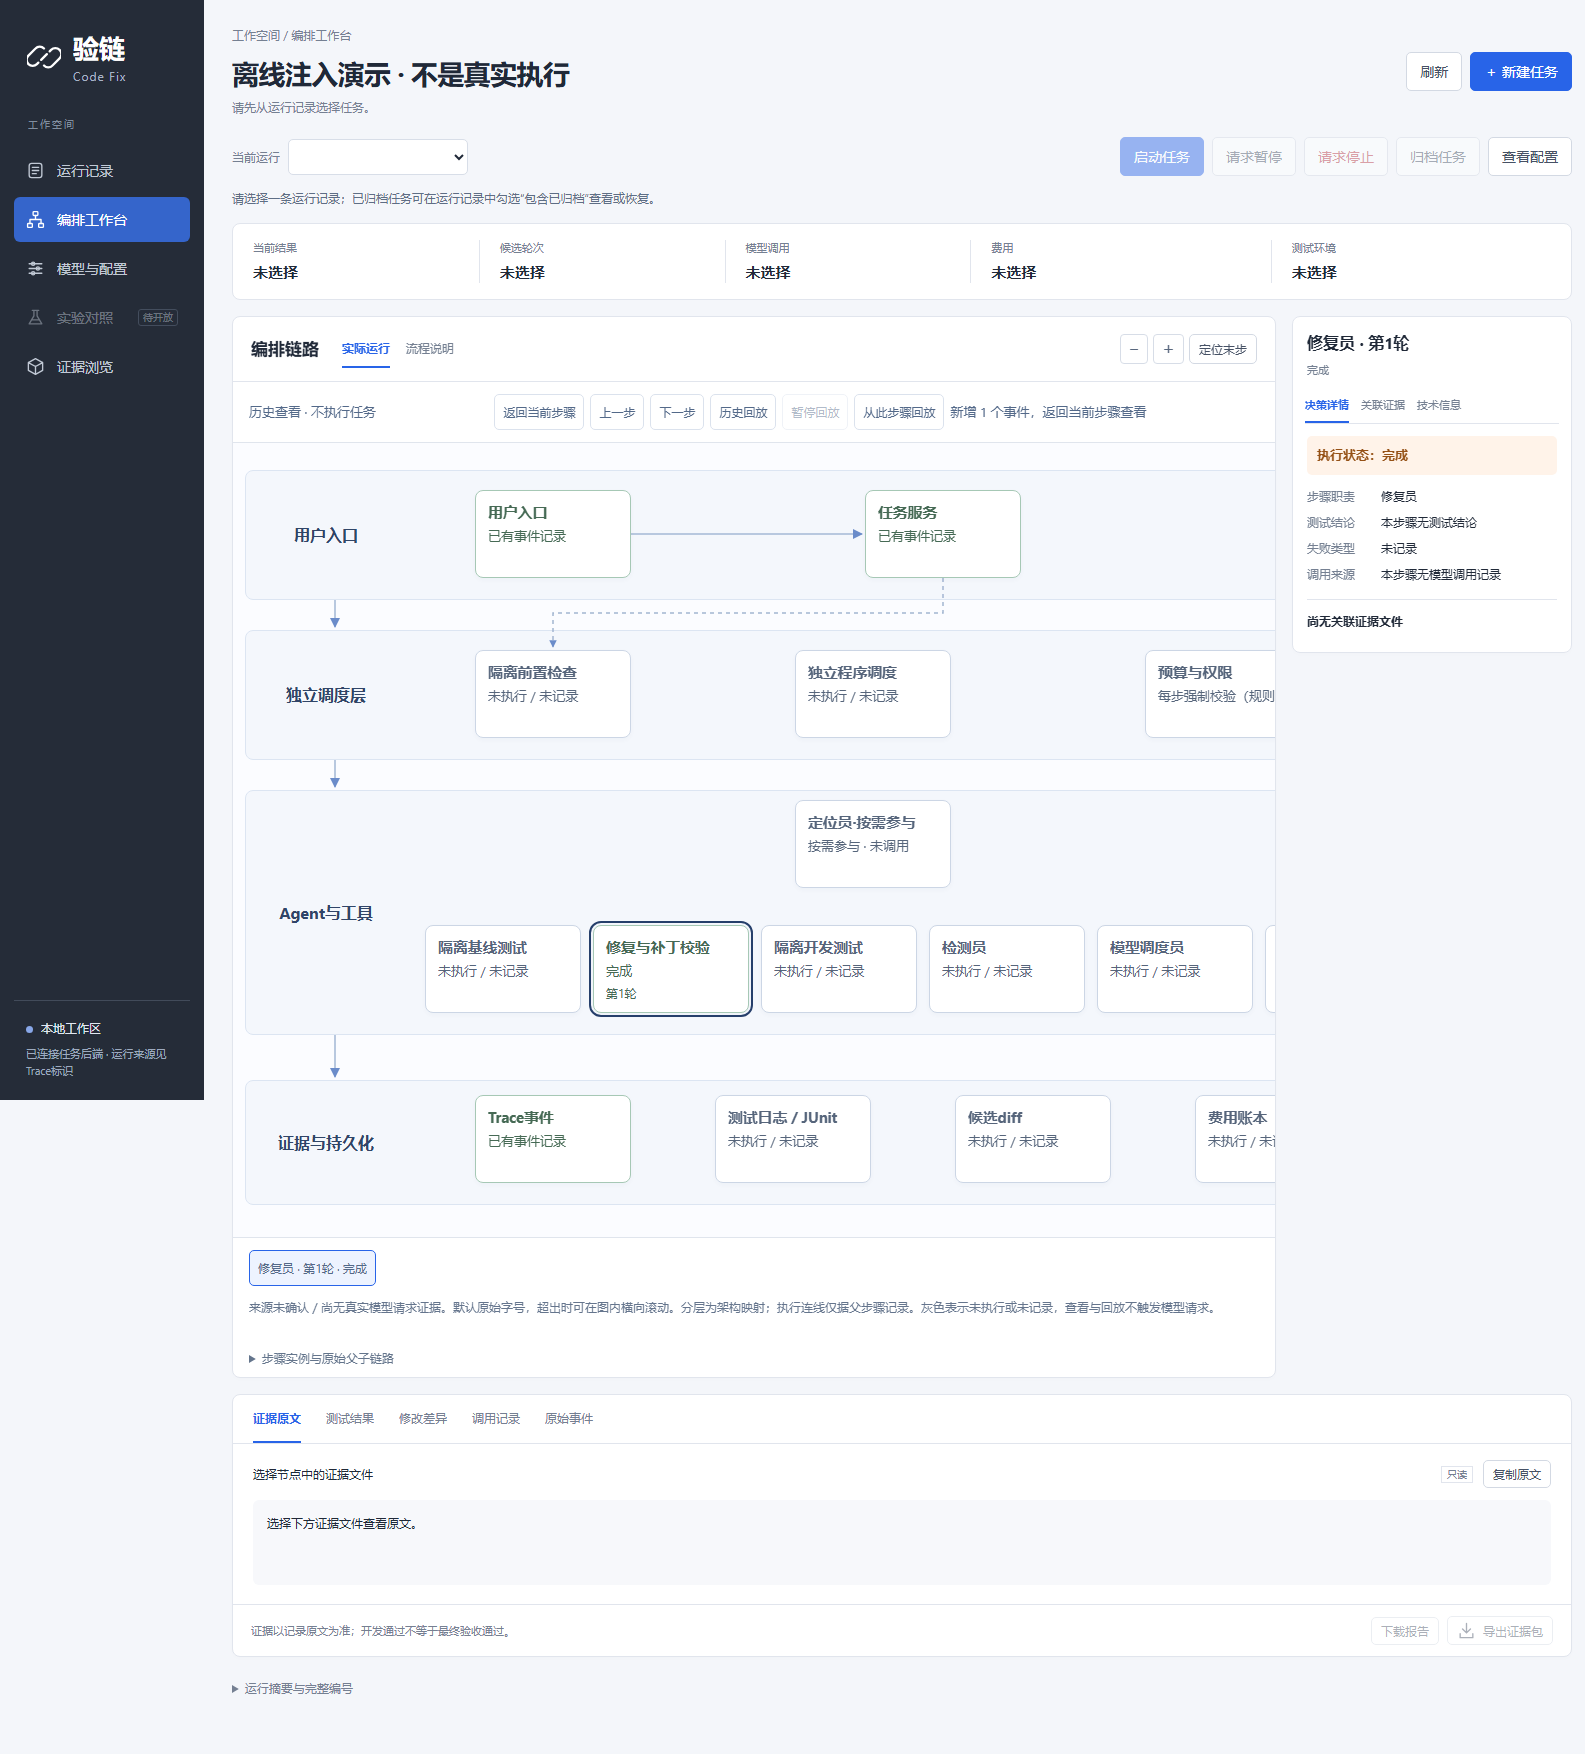 验链
Code Fix
工作空间
运行记录
编排工作台
模型与配置
实验对照 待开放
证据浏览
本地工作区
已连接任务后端 · 运行来源见
Trace标识
工作空间 / 编排工作台
离线注入演示 · 不是真实执行
请先从运行记录选择任务。
刷新
+ 新建任务
当前运行
启动任务
请求暂停
请求停止
归档任务
查看配置
请选择一条运行记录；已归档任务可在运行记录中勾选“包含已归档”查看或恢复。
当前结果
未选择
候选轮次
未选择
模型调用
未选择
费用
未选择
测试环境
未选择
编排链路
实际运行
流程说明
−
+
定位末步
历史查看 · 不执行任务
返回当前步骤
上一步
下一步
历史回放
暂停回放
从此步骤回放
新增 1 个事件，返回当前步骤查看
用户入口
用户入口
已有事件记录
任务服务
已有事件记录
独立调度层
隔离前置检查
未执行 / 未记录
独立程序调度
未执行 / 未记录
预算与权限
每步强制校验（规则
Agent与工具
定位员·按需参与
按需参与 · 未调用
隔离基线测试
未执行 / 未记录
修复与补丁校验
完成
第1轮
隔离开发测试
未执行 / 未记录
检测员
未执行 / 未记录
模型调度员
未执行 / 未记录
证据与持久化
Trace事件
已有事件记录
测试日志 / JUnit
未执行 / 未记录
候选diff
未执行 / 未记录
费用账本
未执行 / 未
修复员 · 第1轮 · 完成
来源未确认 / 尚无真实模型请求证据。默认原始字号，超出时可在图内横向滚动。分层为架构映射；执行连线仅据父步骤记录。灰色表示未执行或未记录，查看与回放不触发模型请求。
步骤实例与原始父子链路
修复员 · 第1轮
完成
决策详情
关联证据
技术信息
执行状态：完成
步骤职责 修复员
测试结论 本步骤无测试结论
失败类型 未记录
调用来源 本步骤无模型调用记录
尚无关联证据文件
证据原文
测试结果
修改差异
调用记录
原始事件
选择节点中的证据文件
只读
复制原文
选择下方证据文件查看原文。
证据以记录原文为准；开发通过不等于最终验收通过。
下载报告
导出证据包
运行摘要与完整编号